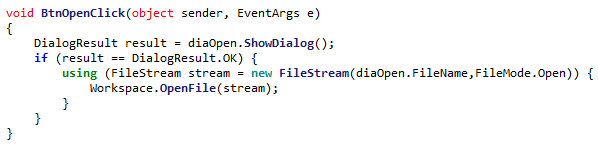 void BtnOpenClick(object sender, EventArgs e)
{
    DialogResult result = diaOpen.ShowDialog();
    if (result == DialogResult.OK) {
        using (FileStream stream = new FileStream(diaOpen.FileName,FileMode.Open)) {
            Workspace.OpenFile(stream);
        }
    }
}